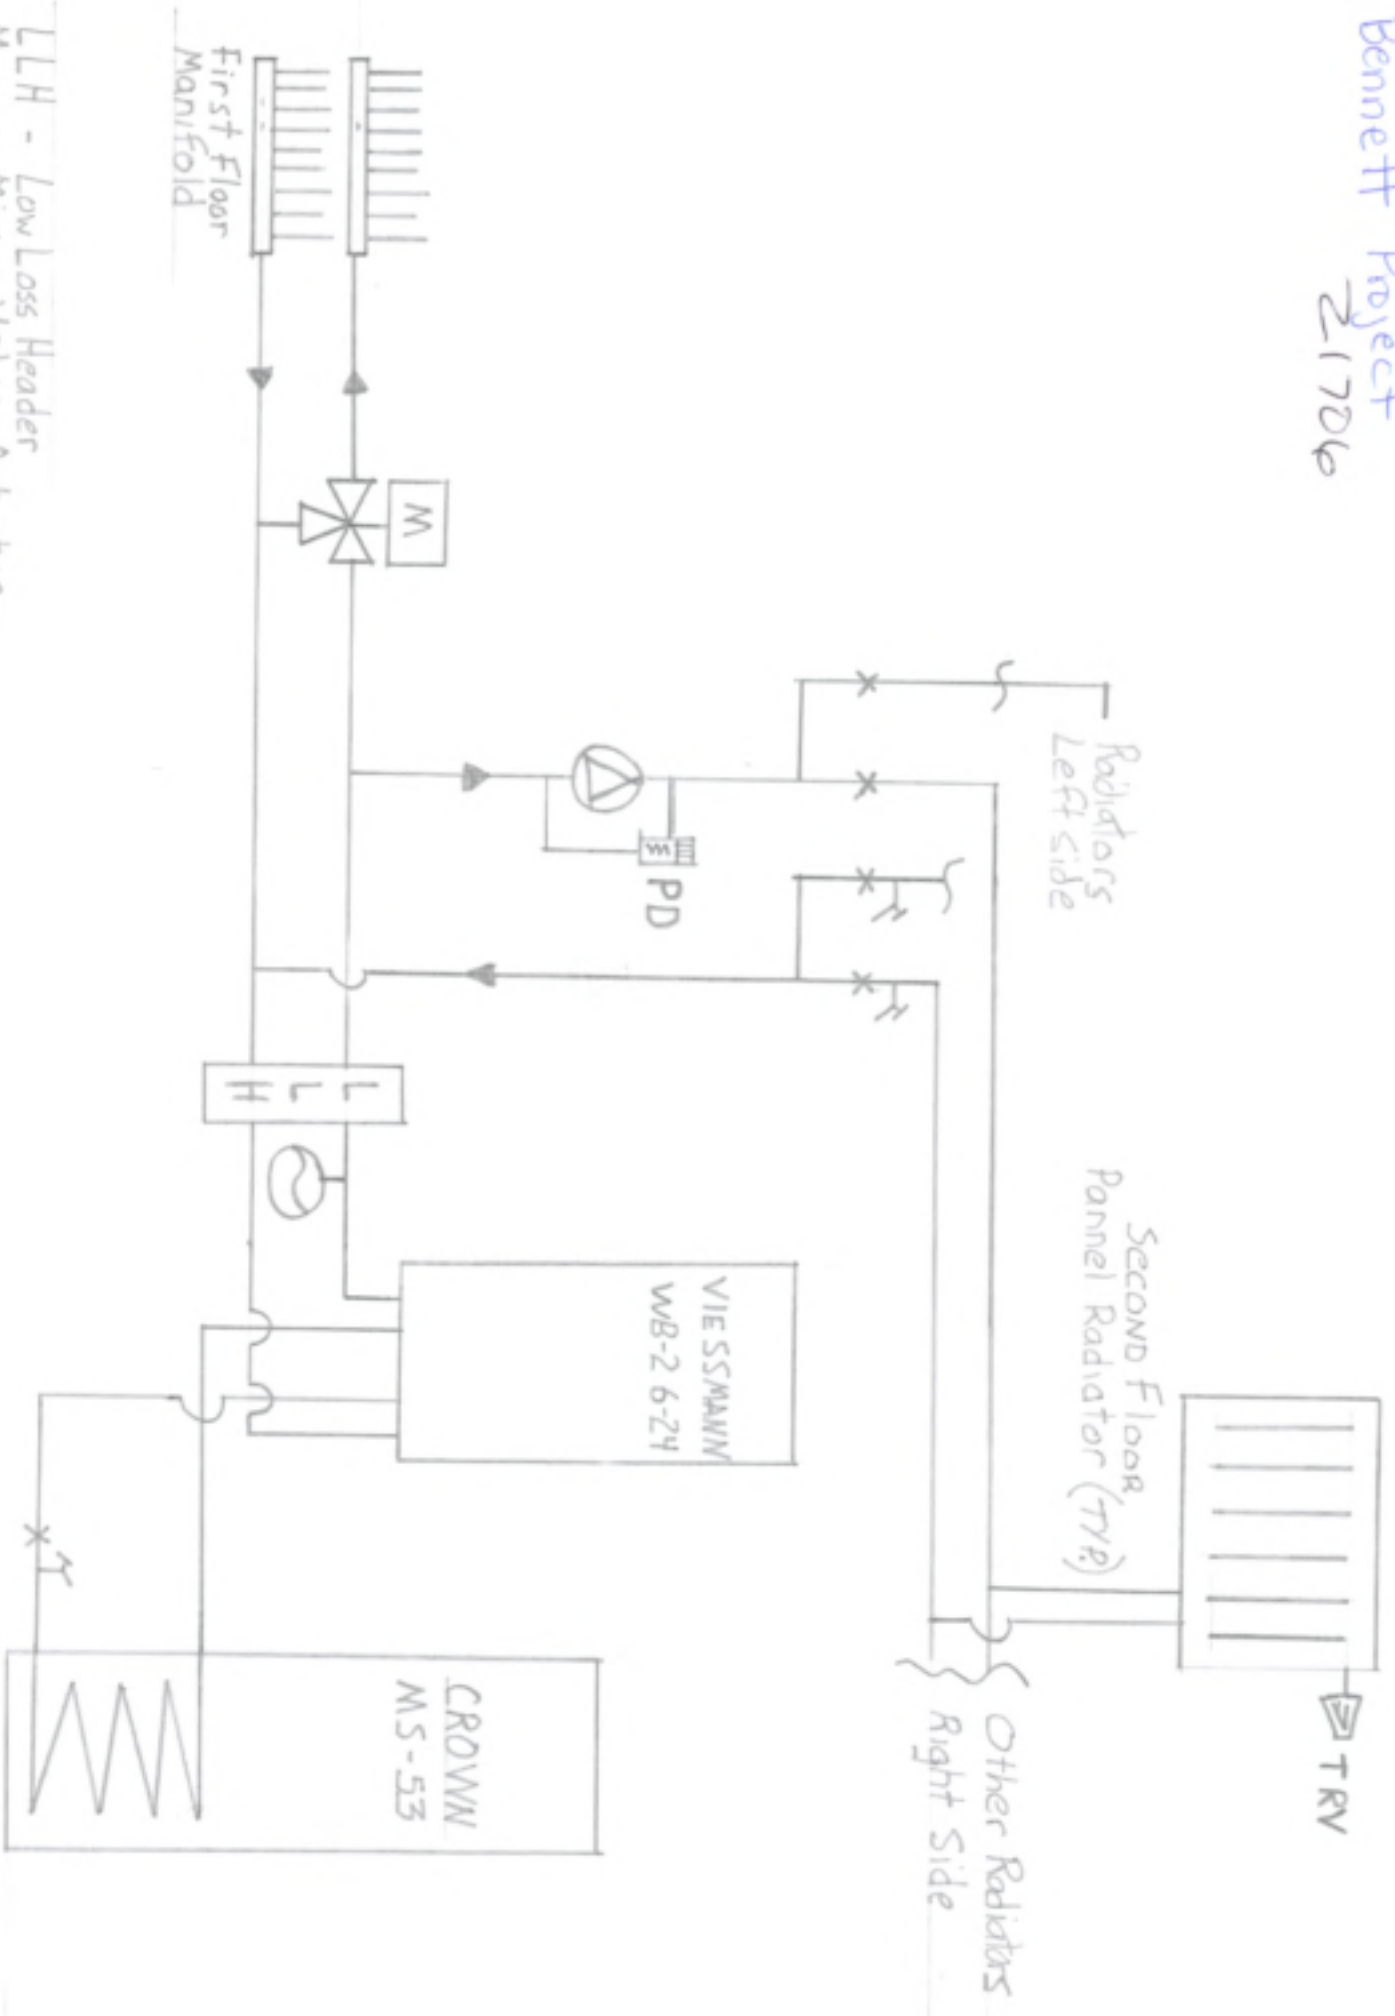 Bennett Project
21706
TRV
SECOND FLOOR
Pannel Radiator (TYP.)
Radiators
Left side
Other Radiators
Right Side
PD
VIESSMANN
WB-2 6-24
CROWN
MS-53
M
LLH
First Floor
Manifold
LLH - Low Loss Header